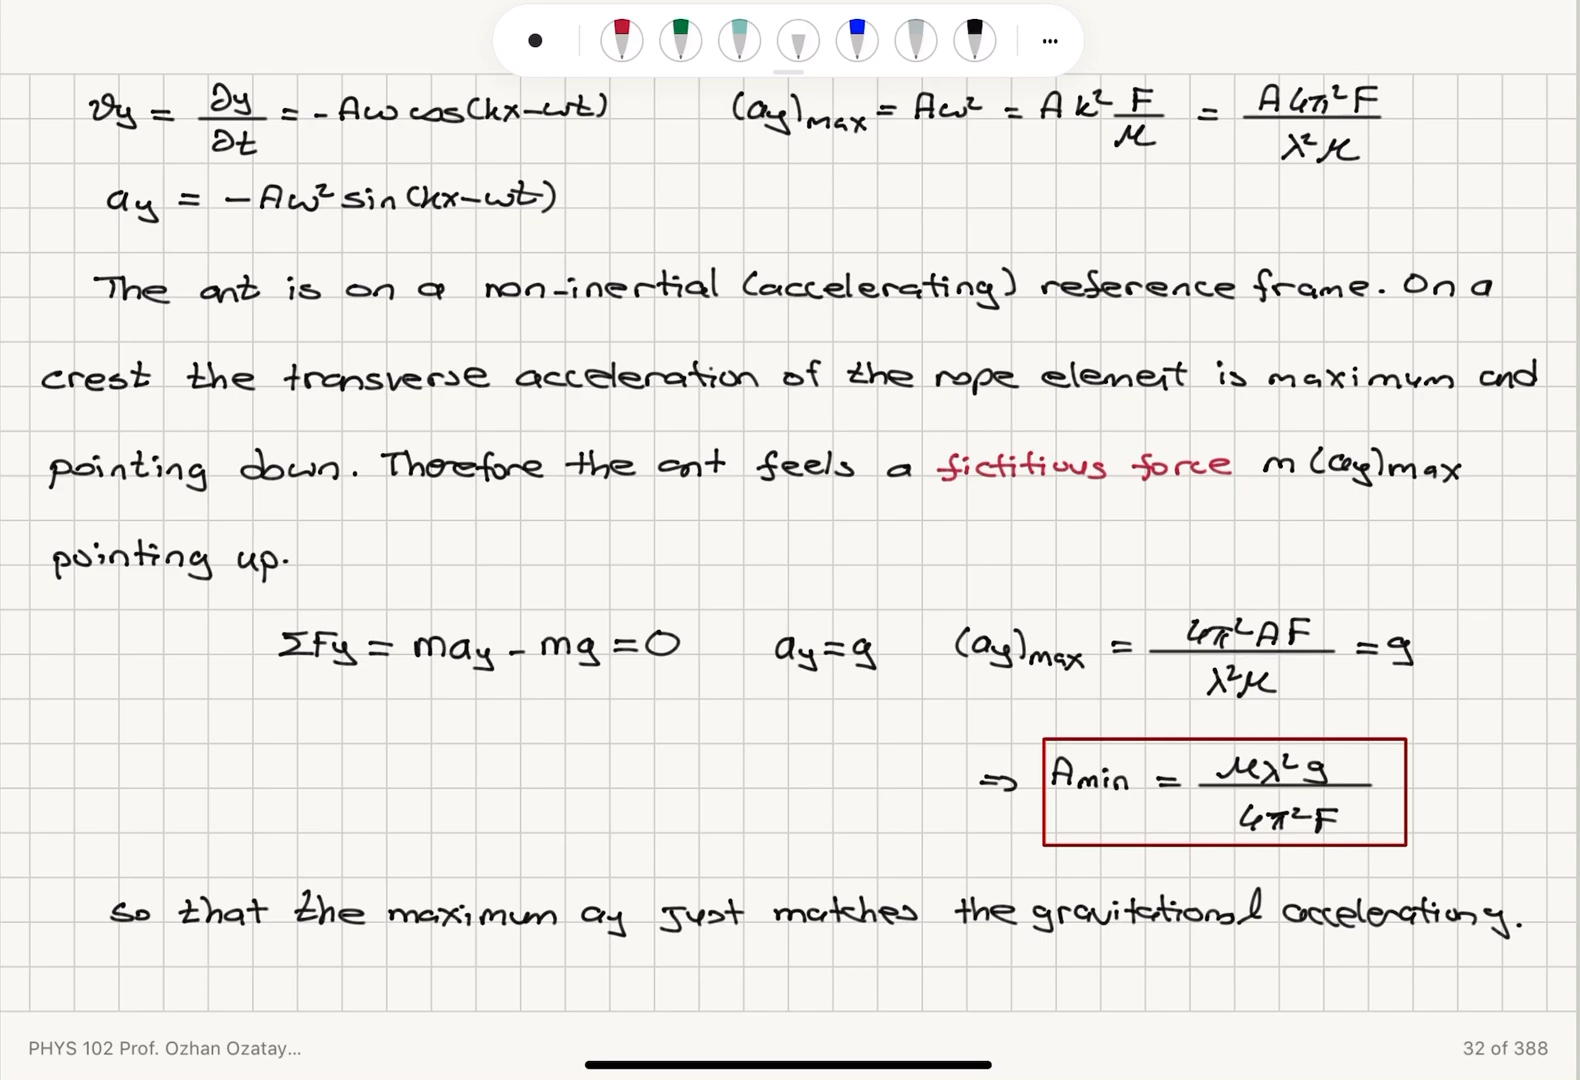 vy = ∂y/∂t = -Aω cos(kx-ωt) (ay)max = Aω² = A k² F/μ = A4π²F/λ²μ
ay = -Aω² sin(kx-ωt)
The ant is on a non-inertial (accelerating) reference frame. On a
crest the transverse acceleration of the rope element is maximum and
pointing down. Therefore the ant feels a fictitious force m(ay)max
pointing up.
ΣFy = may - mg = 0 ay = g (ay)max = 4π²AF/λ²μ = g
⇒ Amin = μλ²g/4π²F
so that the maximum ay just matches the gravitational acceleration g.
PHYS 102 Prof. Ozhan Ozatay... 32 of 388